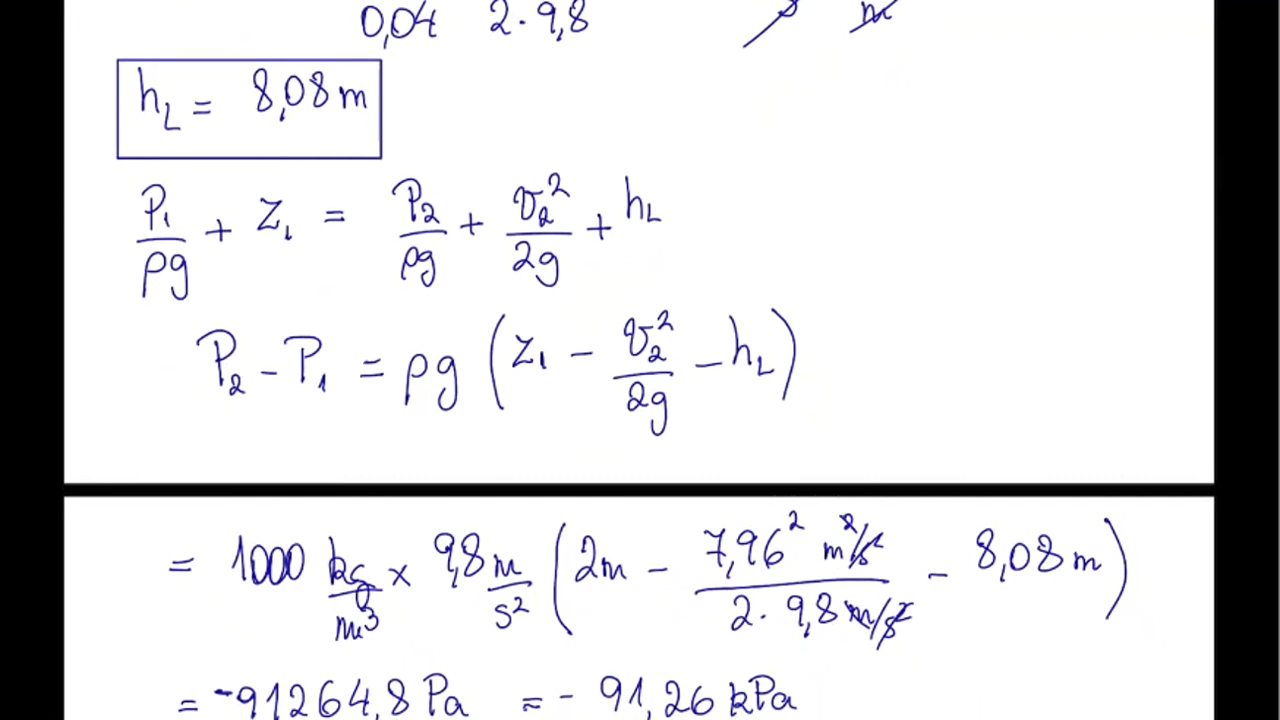 0,04 2 · 9,8 s m
h_L = 8,08 m
P₁/ρg + Z₁ = P₂/ρg + v₂²/2g + h_L
P₂ - P₁ = ρg (Z₁ - v₂²/2g - h_L)
= 1000 kg/m³ × 9,8 m/s² (2m - 7,96² m²/s²/2 · 9,8 m/s² - 8,08 m)
= -91264,8 Pa = - 91,26 kPa